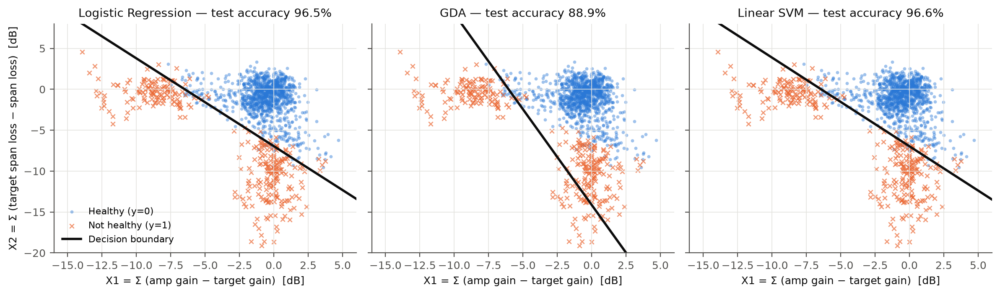 Logistic Regression — test accuracy 96.5%
GDA — test accuracy 88.9%
Linear SVM — test accuracy 96.6%
X2 = Σ (target span loss − span loss)  [dB]
5
0
−5
−10
−15
−20
Healthy (y=0)
Not healthy (y=1)
Decision boundary
−15.0 −12.5 −10.0 −7.5 −5.0 −2.5 0.0 2.5 5.0
−15.0 −12.5 −10.0 −7.5 −5.0 −2.5 0.0 2.5 5.0
−15.0 −12.5 −10.0 −7.5 −5.0 −2.5 0.0 2.5 5.0
X1 = Σ (amp gain − target gain)  [dB]
X1 = Σ (amp gain − target gain)  [dB]
X1 = Σ (amp gain − target gain)  [dB]